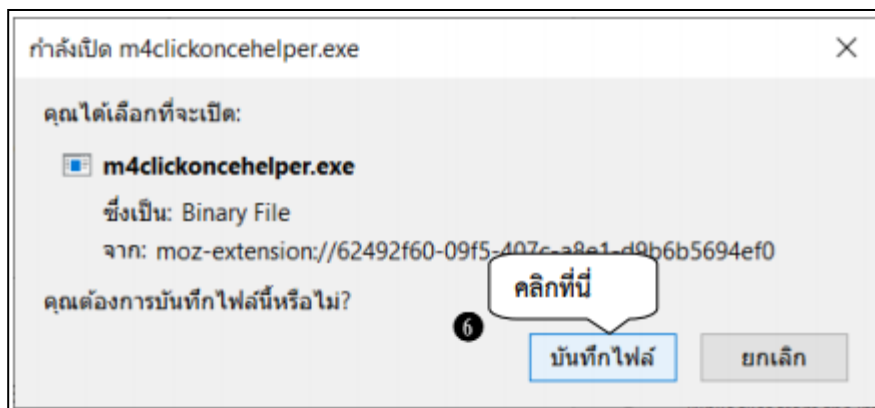 กำลังเปิด m4clickoncehelper.exe
คุณได้เลือกที่จะเปิด:
m4clickoncehelper.exe
ซึ่งเป็น: Binary File
จาก: moz-extension://62492f60-09f5-407c-a8e1-d9b6b5694ef0
คลิกที่นี่
คุณต้องการบันทึกไฟล์นี้หรือไม่?
6
บันทึกไฟล์ ยกเลิก